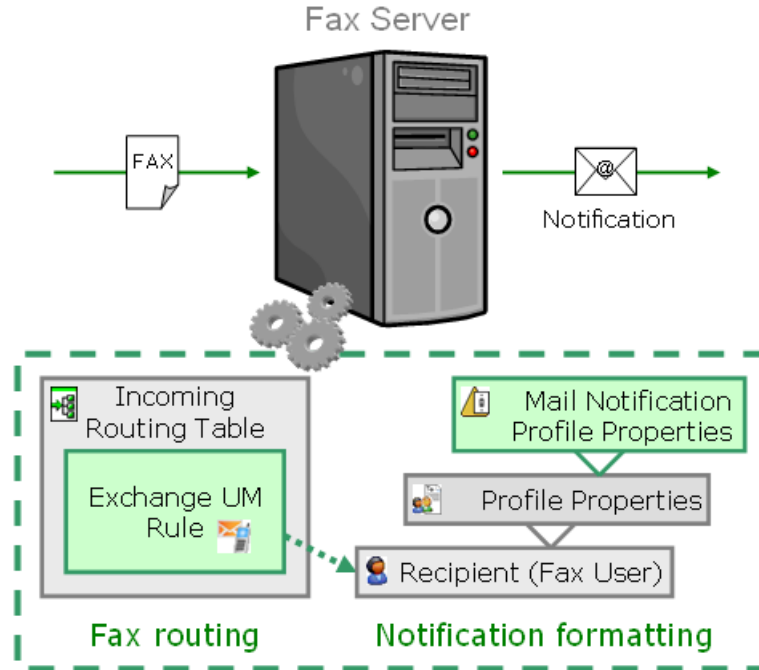 Fax Server
FAX
@
Notification
Incoming
Routing Table
Exchange UM
Rule
Mail Notification
Profile Properties
Profile Properties
Recipient (Fax User)
Fax routing
Notification formatting